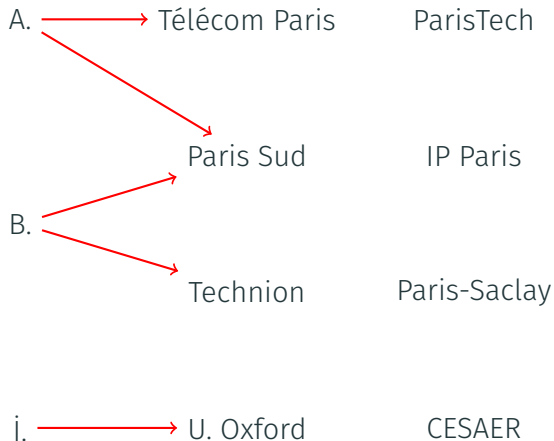 A. Télécom Paris ParisTech
Paris Sud IP Paris
B.
Technion Paris-Saclay
j. U. Oxford CESAER